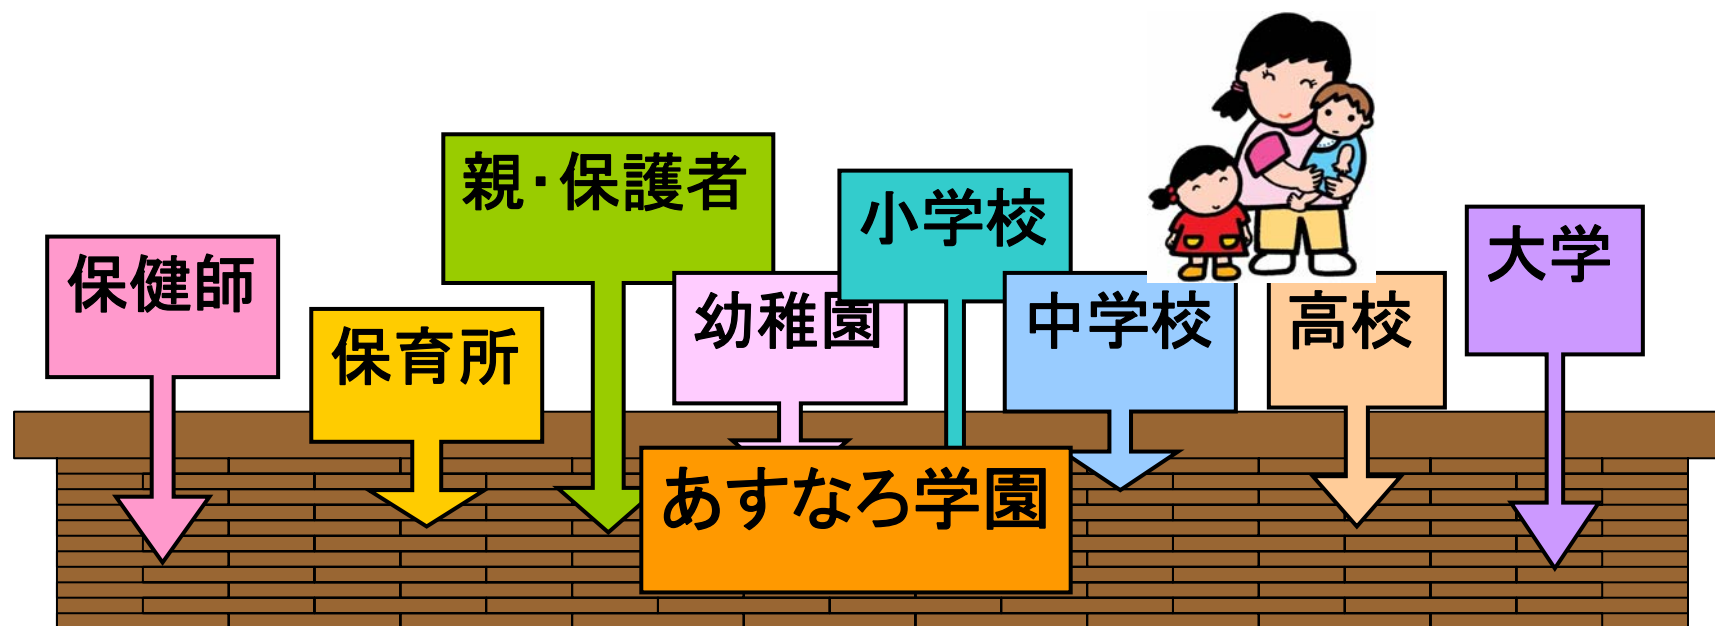 保健師
保育所
親・保護者
幼稚園
小学校
中学校
高校
大学
あすなろ学園